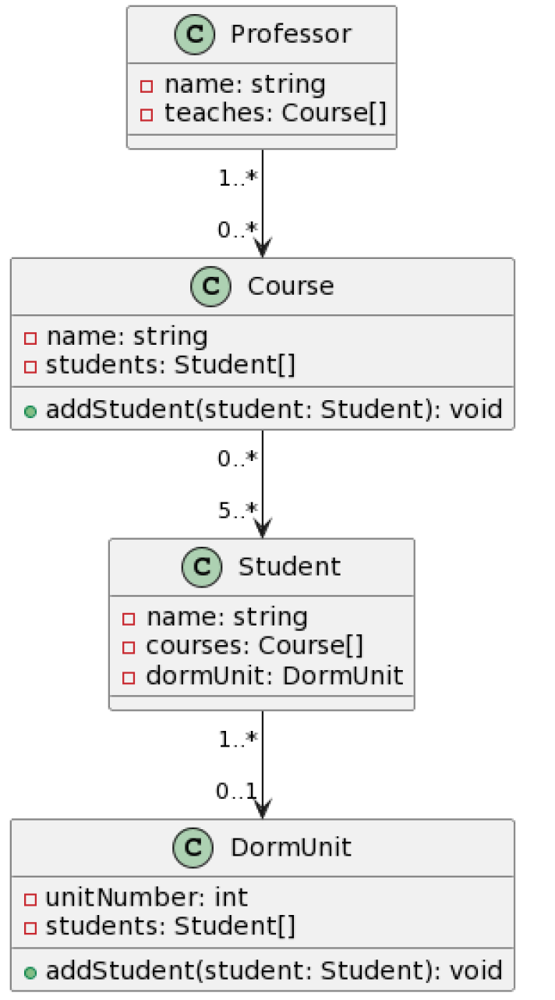 C Professor
name: string
teaches: Course[]
1..*
0..*
C Course
name: string
students: Student[]
addStudent(student: Student): void
0..*
5..*
C Student
name: string
courses: Course[]
dormUnit: DormUnit
1..*
0..1
C DormUnit
unitNumber: int
students: Student[]
addStudent(student: Student): void